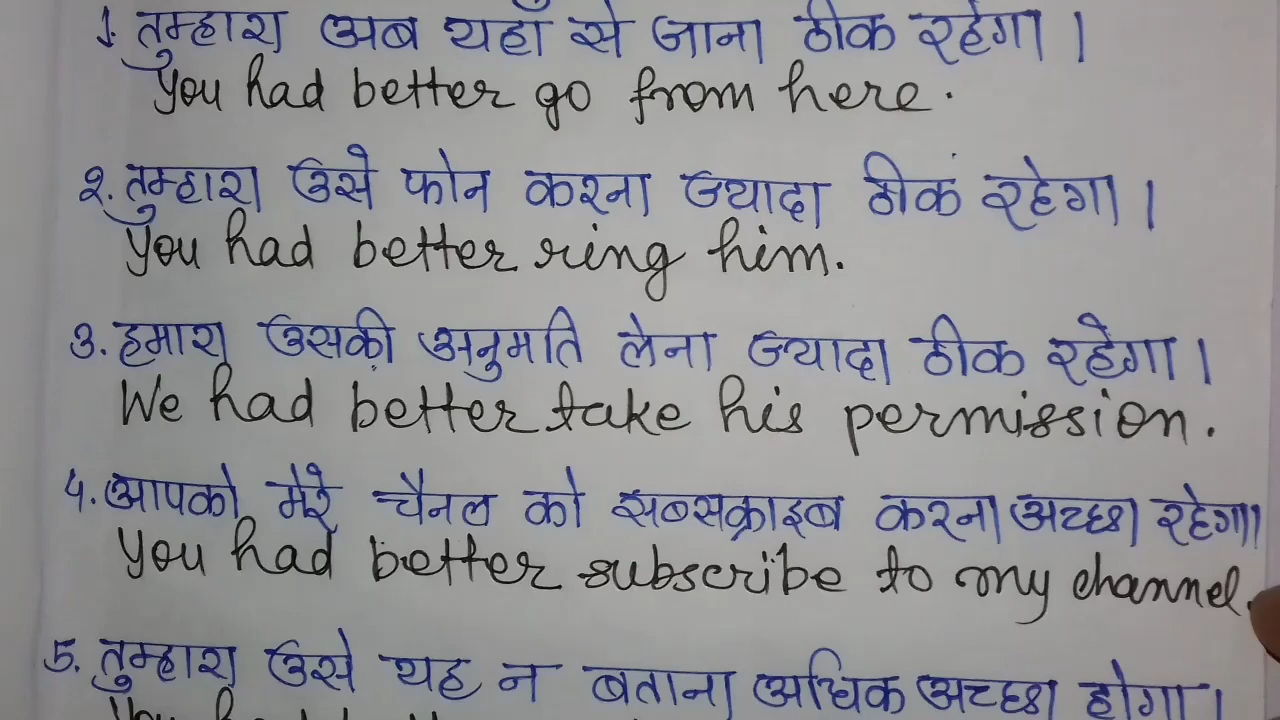 1. तुम्हारा अब यहाँ से जाना ठीक रहेगा।
You had better go from here.
2. तुम्हारा उसे फोन करना ज्यादा ठीक रहेगा।
You had better ring him.
3. हमारा उसकी अनुमति लेना ज्यादा ठीक रहेगा।
We had better take his permission.
4. आपको मेरे चैनल को सब्सक्राइब करना अच्छा रहेगा।
You had better subscribe to my channel.
5. तुम्हारा उसे यह न बताना अधिक अच्छा होगा।